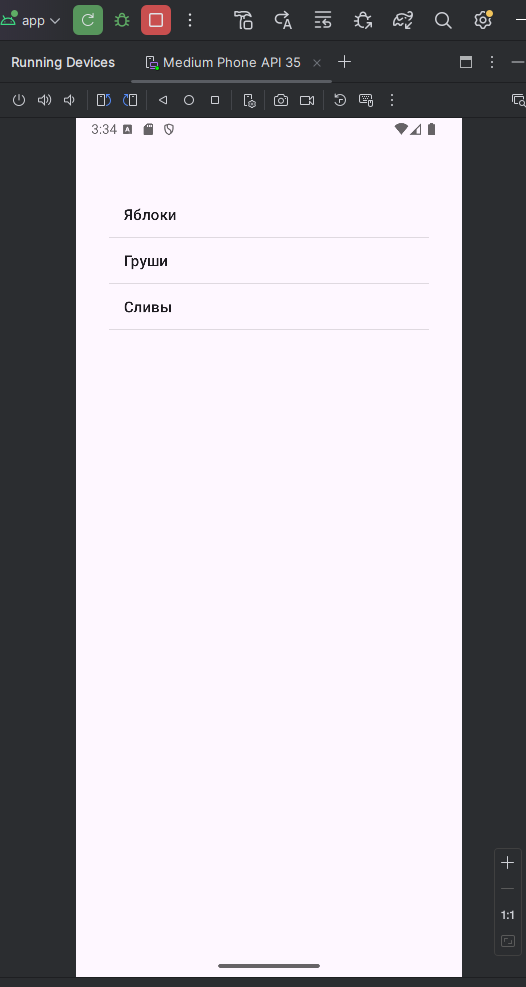 app
Running Devices
Medium Phone API 35
3:34
Яблоки
Груши
Сливы
1:1